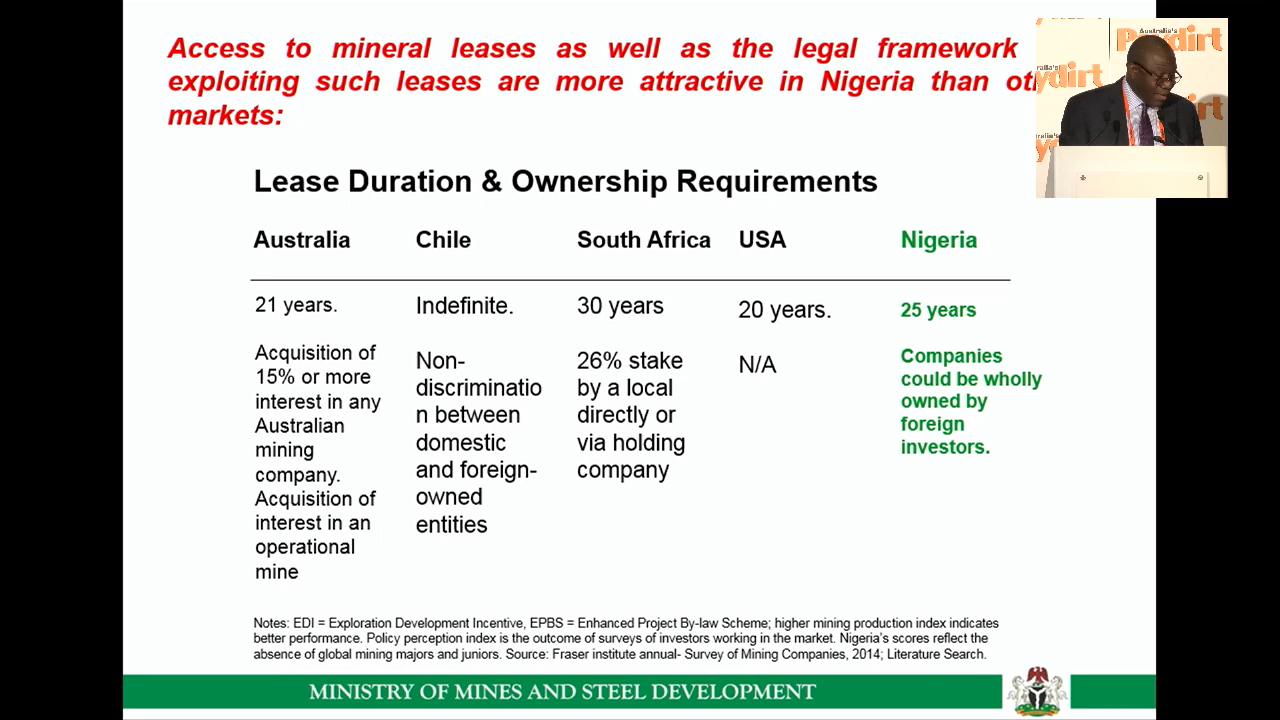 Access to mineral leases as well as the legal framework
exploiting such leases are more attractive in Nigeria than
markets:
Australia's
Paydirt
Lease Duration & Ownership Requirements
Australia Chile South Africa USA Nigeria
21 years. Indefinite. 30 years 20 years. 25 years
Acquisition of
15% or more
interest in any
Australian
mining
company.
Acquisition of
interest in an
operational
mine
Non-
discriminatio
n between
domestic
and foreign-
owned
entities
26% stake
by a local
directly or
via holding
company
N/A
Companies
could be wholly
owned by
foreign
investors.
Notes: EDI = Exploration Development Incentive, EPBS = Enhanced Project By-law Scheme; higher mining production index indicates
better performance. Policy perception index is the outcome of surveys of investors working in the market. Nigeria's scores reflect the
absence of global mining majors and juniors. Source: Fraser institute annual- Survey of Mining Companies, 2014; Literature Search.
MINISTRY OF MINES AND STEEL DEVELOPMENT